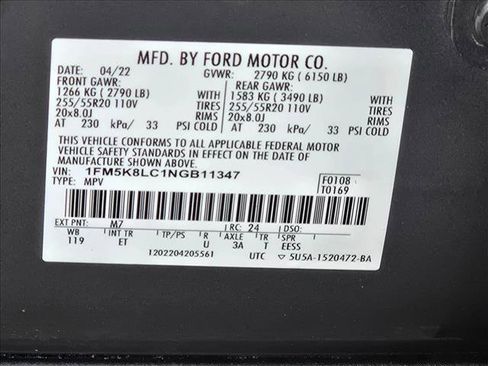 MFD. BY FORD MOTOR CO.
DATE: 04/22 GVWR: 2790 KG ( 6150 LB)
FRONT GAWR: REAR GAWR:
1266 KG ( 2790 LB) WITH 1583 KG ( 3490 LB) WITH
255/55R20 110V TIRES 255/55R20 110V TIRES
20x8.0J RIMS 20x8.0J RIMS
AT 230 kPa/ 33 PSI COLD AT 230 kPa/ 33 PSI COLD
THIS VEHICLE CONFORMS TO ALL APPLICABLE FEDERAL MOTOR
VEHICLE SAFETY STANDARDS IN EFFECT ON THE DATE OF
MANUFACTURE SHOWN ABOVE.
VIN: 1FM5K8LC1NGB11347 F0108
TYPE: MPV T0169
EXT PNT: M7 RC: 24 DSO:
WB INT TR TP/PS R AXLE TR SPR
119 ET U 3A T EESS
1202204205561 UTC ▽ 5U5A-1520472-BA